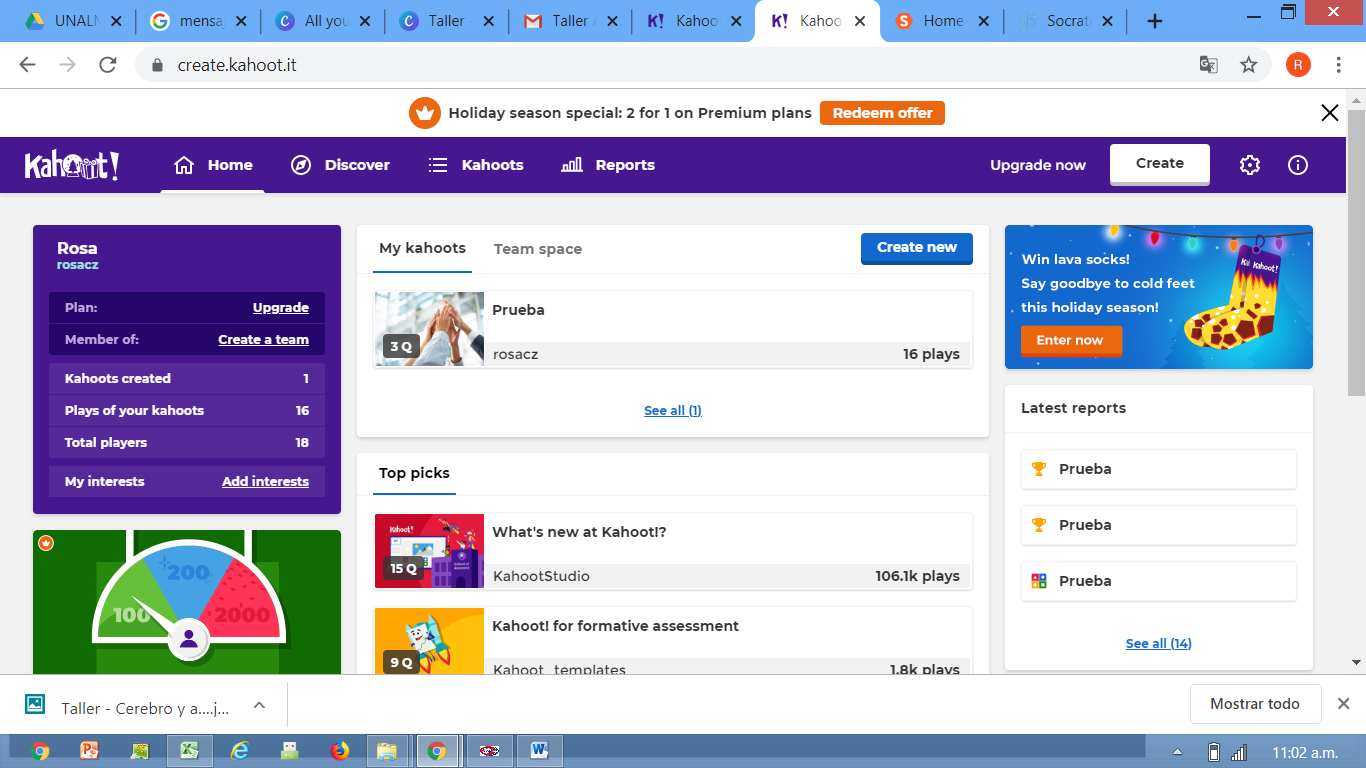 UNALM
mensa
All you
Taller -
Taller A
Kahoo
Kahoo
Home
Socrat
create.kahoot.it
R
Holiday season special: 2 for 1 on Premium plans
Redeem offer
Kahoot!
Home
Discover
Kahoots
Reports
Upgrade now
Create
Rosa
rosacz
Plan: Upgrade
Member of: Create a team
Kahoots created 1
Plays of your kahoots 16
Total players 18
My interests Add interests
100
200
2000
My kahoots
Team space
Create new
3 Q
Prueba
rosacz
16 plays
See all (1)
Top picks
Kahoot!
15 Q
What's new at Kahoot!?
KahootStudio
106.1k plays
9 Q
Kahoot! for formative assessment
Kahoot_templates
1.8k plays
Win lava socks!
Say goodbye to cold feet
this holiday season!
Enter now
Kahoot!
Latest reports
Prueba
Prueba
Prueba
See all (14)
Taller - Cerebro y a....j...
Mostrar todo
11:02 a.m.